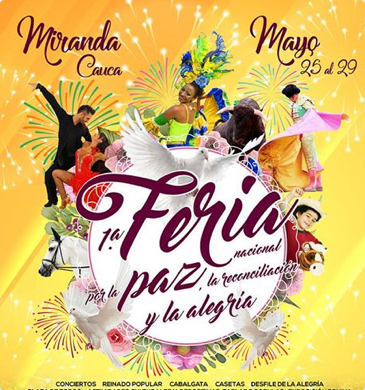 Miranda
Cauca
Mayo
25 al 29
1.a Feria
nacional
por la paz, la reconciliación
y la alegría
CONCIERTOS REINADO POPULAR CABALGATA CASETAS DESFILE DE LA ALEGRÍA